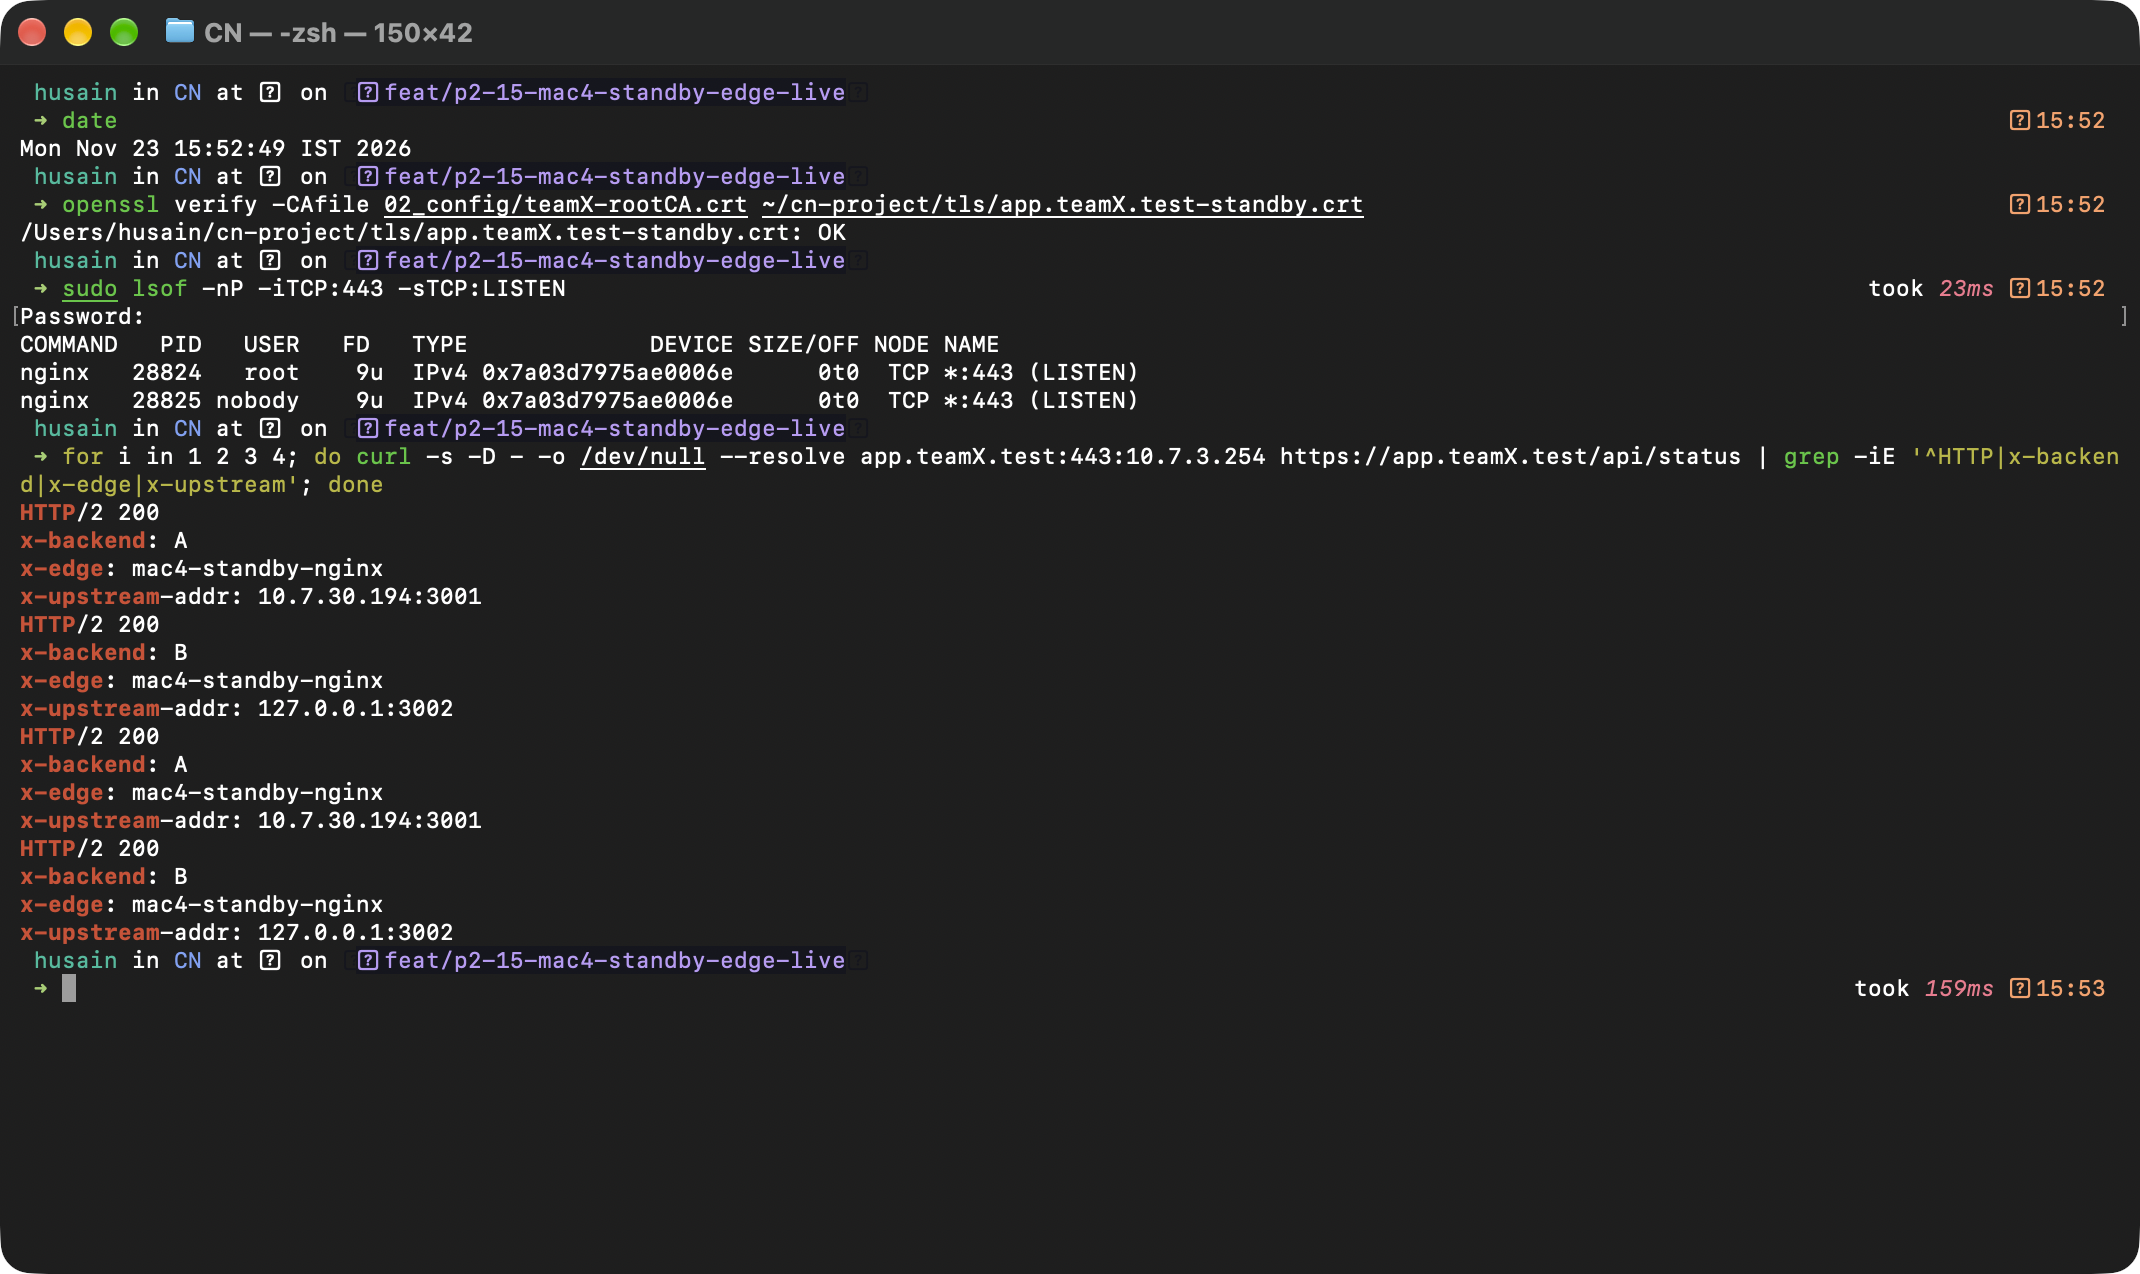 CN — -zsh — 150×42
husain in CN at ? on ? feat/p2-15-mac4-standby-edge-live ?
→ date ? 15:52
Mon Nov 23 15:52:49 IST 2026
husain in CN at ? on ? feat/p2-15-mac4-standby-edge-live ?
→ openssl verify -CAfile 02_config/teamX-rootCA.crt ~/cn-project/tls/app.teamX.test-standby.crt ? 15:52
/Users/husain/cn-project/tls/app.teamX.test-standby.crt: OK
husain in CN at ? on ? feat/p2-15-mac4-standby-edge-live ?
→ sudo lsof -nP -iTCP:443 -sTCP:LISTEN took 23ms ? 15:52
[Password: ]
COMMAND PID USER FD TYPE DEVICE SIZE/OFF NODE NAME
nginx 28824 root 9u IPv4 0x7a03d7975ae0006e 0t0 TCP *:443 (LISTEN)
nginx 28825 nobody 9u IPv4 0x7a03d7975ae0006e 0t0 TCP *:443 (LISTEN)
husain in CN at ? on ? feat/p2-15-mac4-standby-edge-live ?
→ for i in 1 2 3 4; do curl -s -D - -o /dev/null --resolve app.teamX.test:443:10.7.3.254 https://app.teamX.test/api/status | grep -iE '^HTTP|x-backen
d|x-edge|x-upstream'; done
HTTP/2 200
x-backend: A
x-edge: mac4-standby-nginx
x-upstream-addr: 10.7.30.194:3001
HTTP/2 200
x-backend: B
x-edge: mac4-standby-nginx
x-upstream-addr: 127.0.0.1:3002
HTTP/2 200
x-backend: A
x-edge: mac4-standby-nginx
x-upstream-addr: 10.7.30.194:3001
HTTP/2 200
x-backend: B
x-edge: mac4-standby-nginx
x-upstream-addr: 127.0.0.1:3002
husain in CN at ? on ? feat/p2-15-mac4-standby-edge-live ?
→ took 159ms ? 15:53